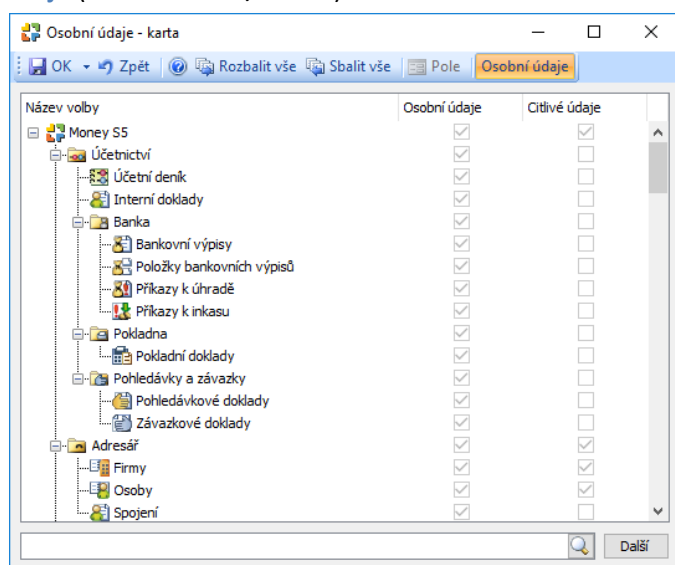 Osobní údaje - karta
OK Zpět Rozbalit vše Sbalit vše Pole Osobní údaje
Název volby Osobní údaje Citlivé údaje
Money S5
Účetnictví
Účetní deník
Interní doklady
Banka
Bankovní výpisy
Položky bankovních výpisů
Příkazy k úhradě
Příkazy k inkasu
Pokladna
Pokladní doklady
Pohledávky a závazky
Pohledávkové doklady
Závazkové doklady
Adresář
Firmy
Osoby
Spojení
Další